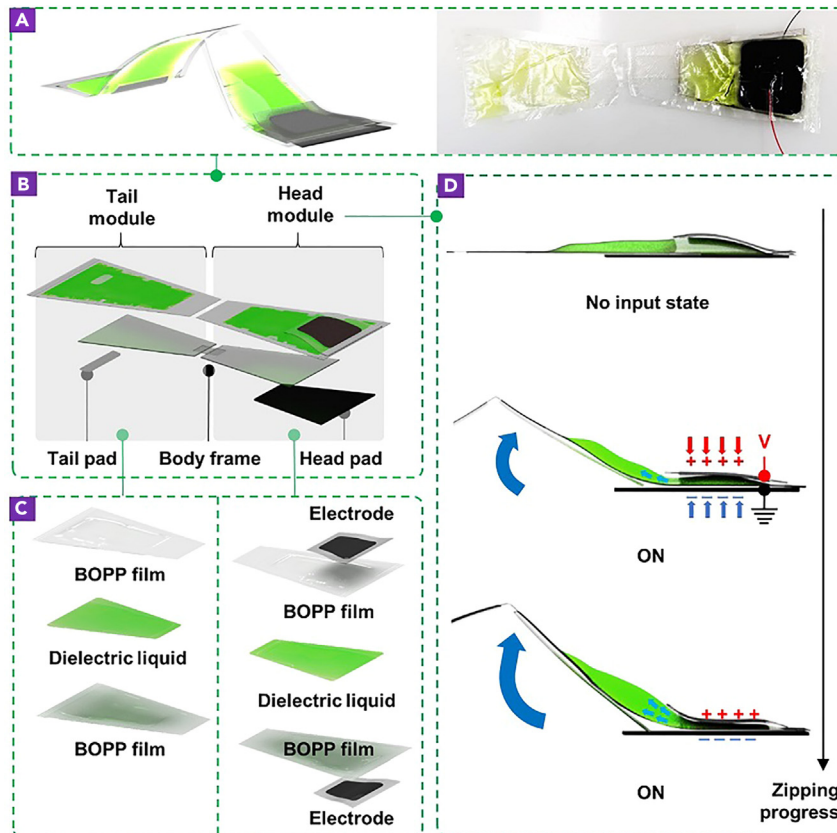 A
B
Tail
module
Head
module
Tail pad
Body frame
Head pad
C
BOPP film
Dielectric liquid
BOPP film
Electrode
BOPP film
Dielectric liquid
BOPP film
Electrode
D
No input state
V
+ + + +
ON
+ + + +
ON
Zipping
progress